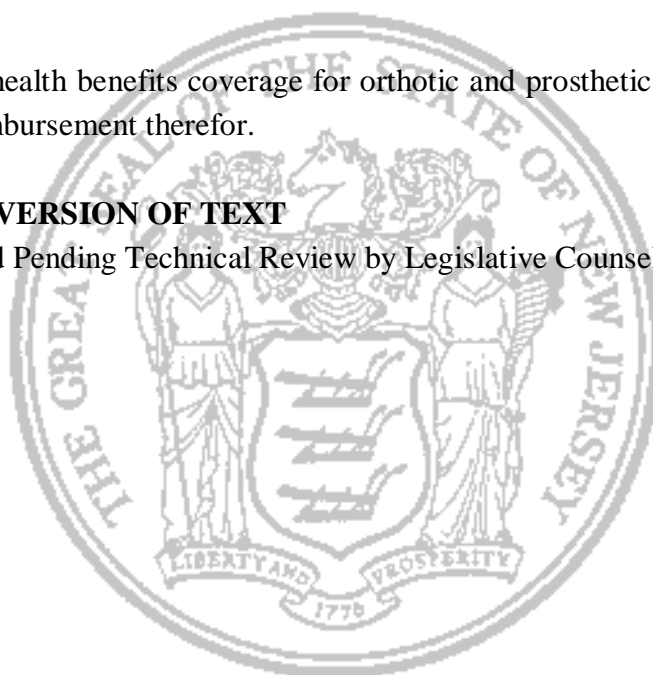 health benefits coverage for orthotic and prosthetic
mbursement therefor.
VERSION OF TEXT
d Pending Technical Review by Legislative Counsel
THE GREAT SEAL OF THE STATE OF NEW JERSEY
LIBERTY AND PROSPERITY
1776